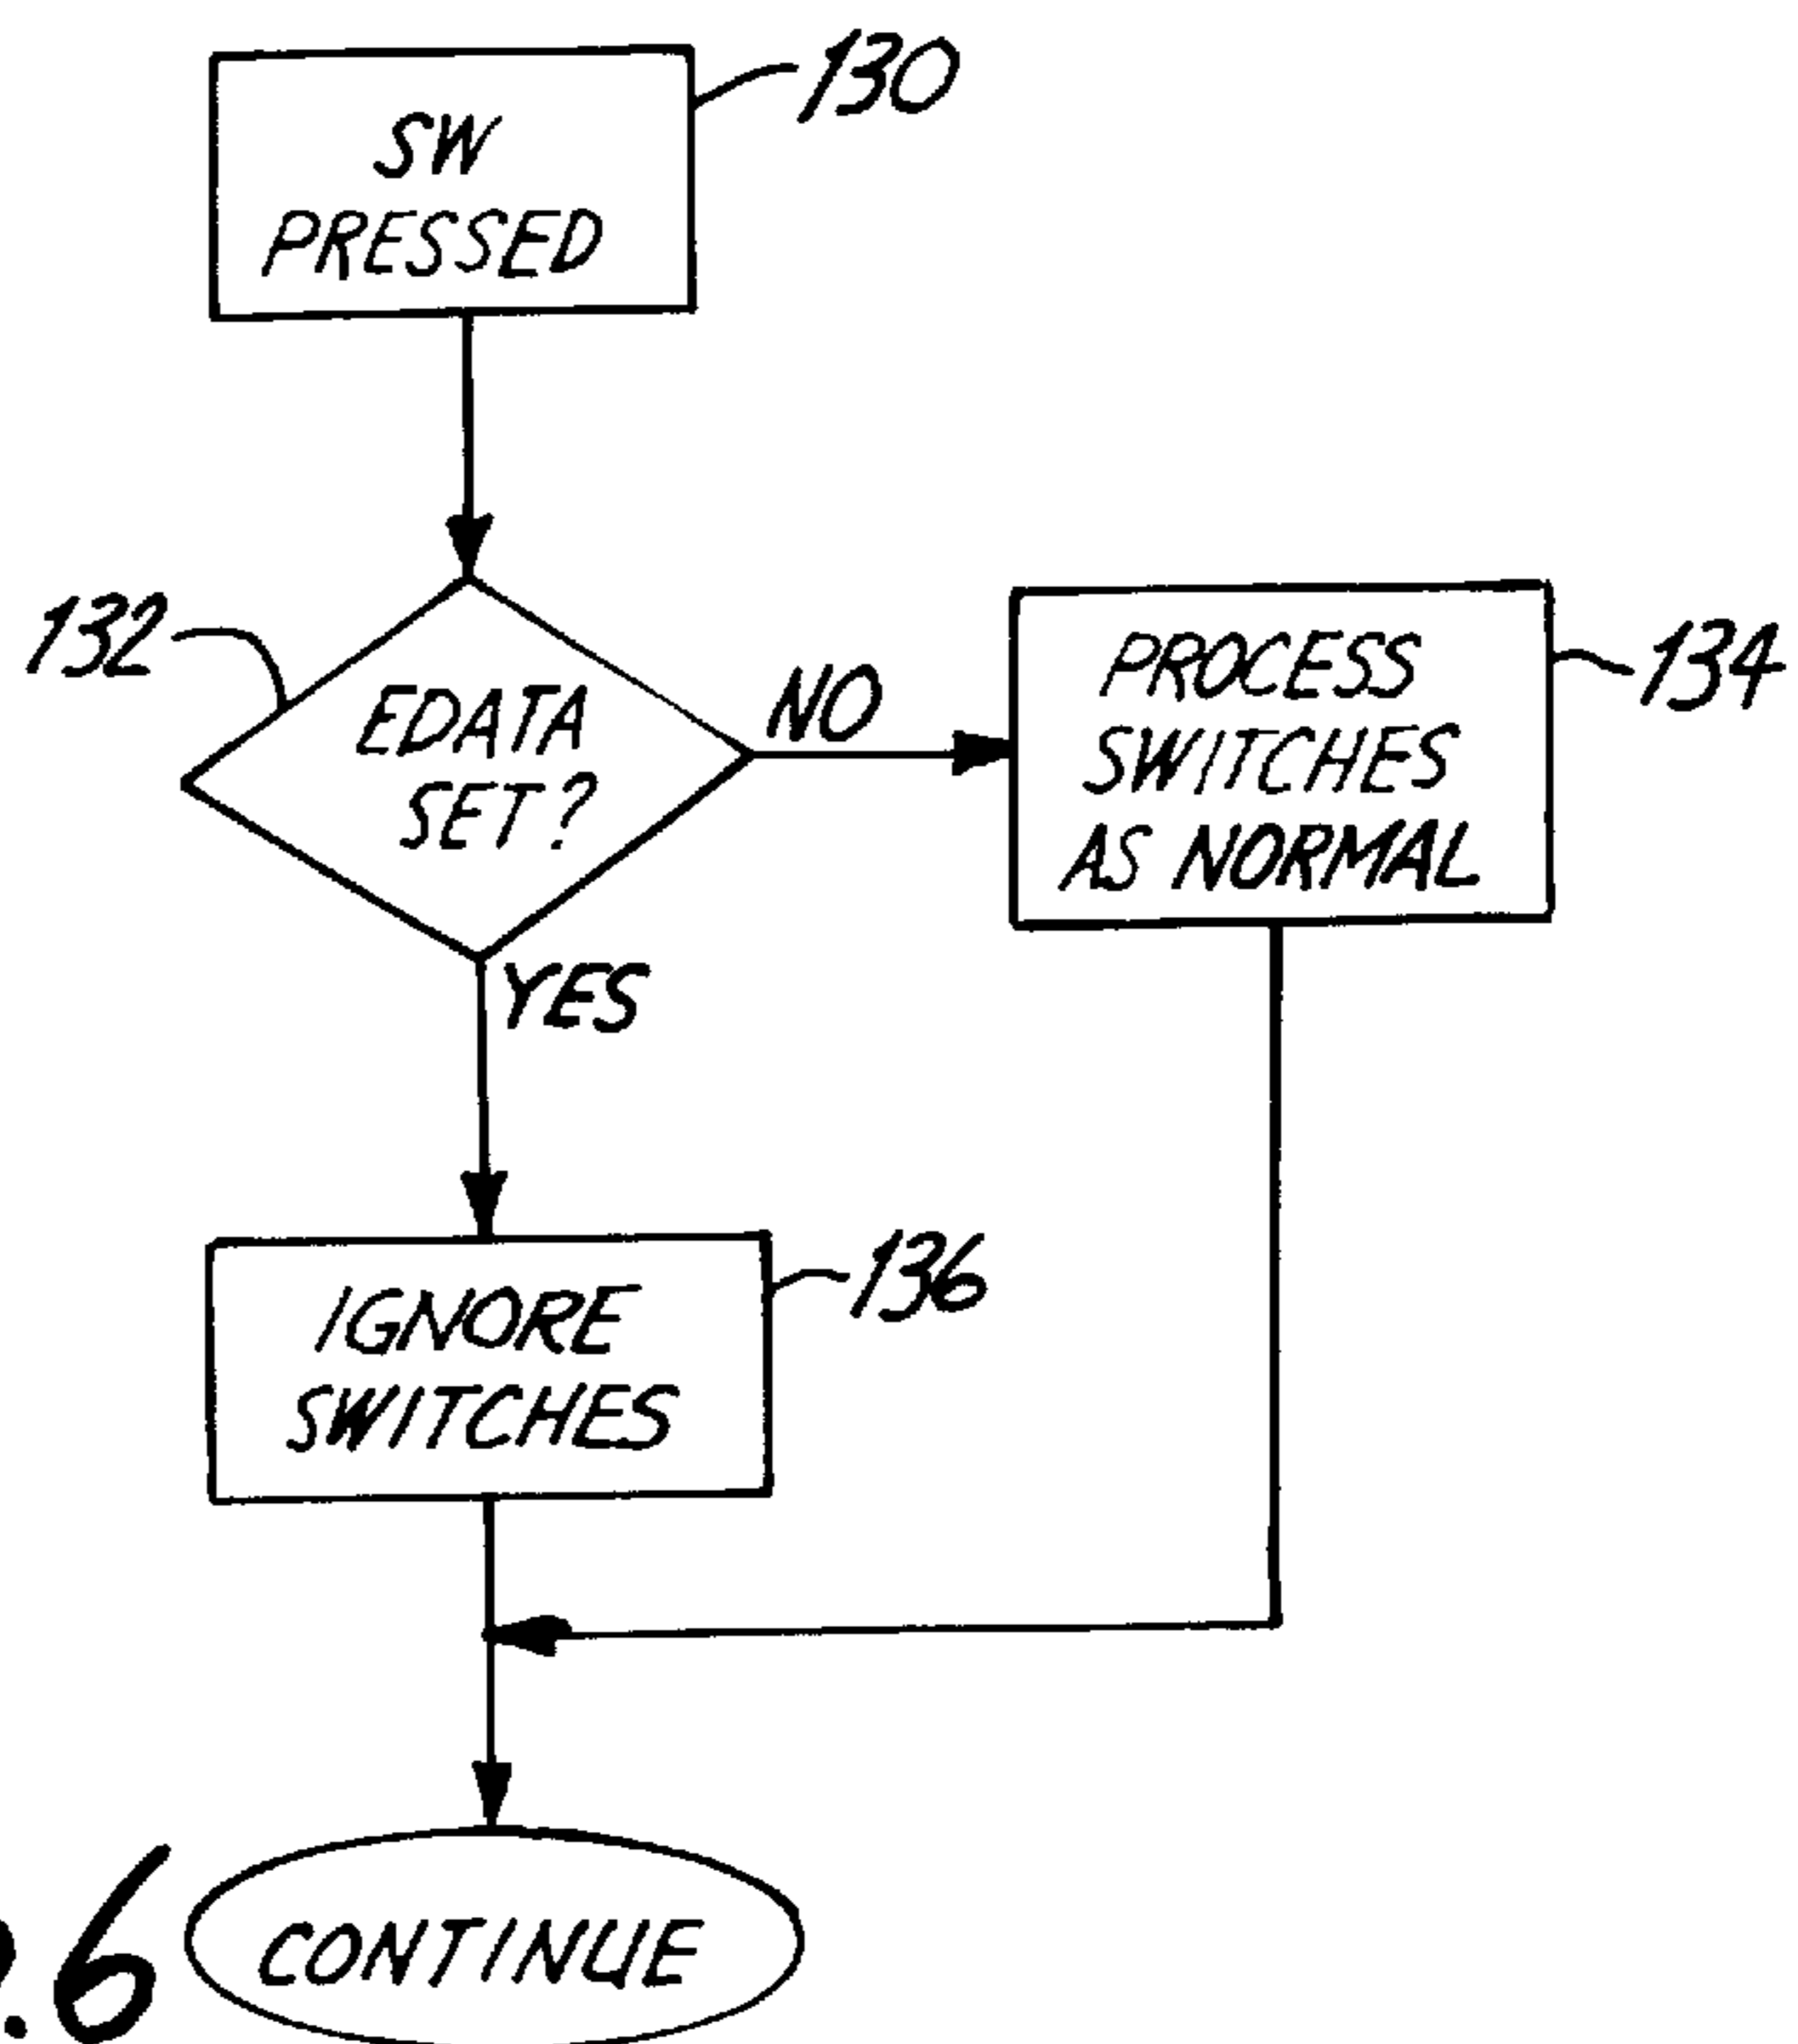 130
SW
PRESSED
132
EDATA
SET?
NO
PROCESS
SWITCHES
AS NORMAL
134
YES
IGNORE
SWITCHES
136
CONTINUE
.6